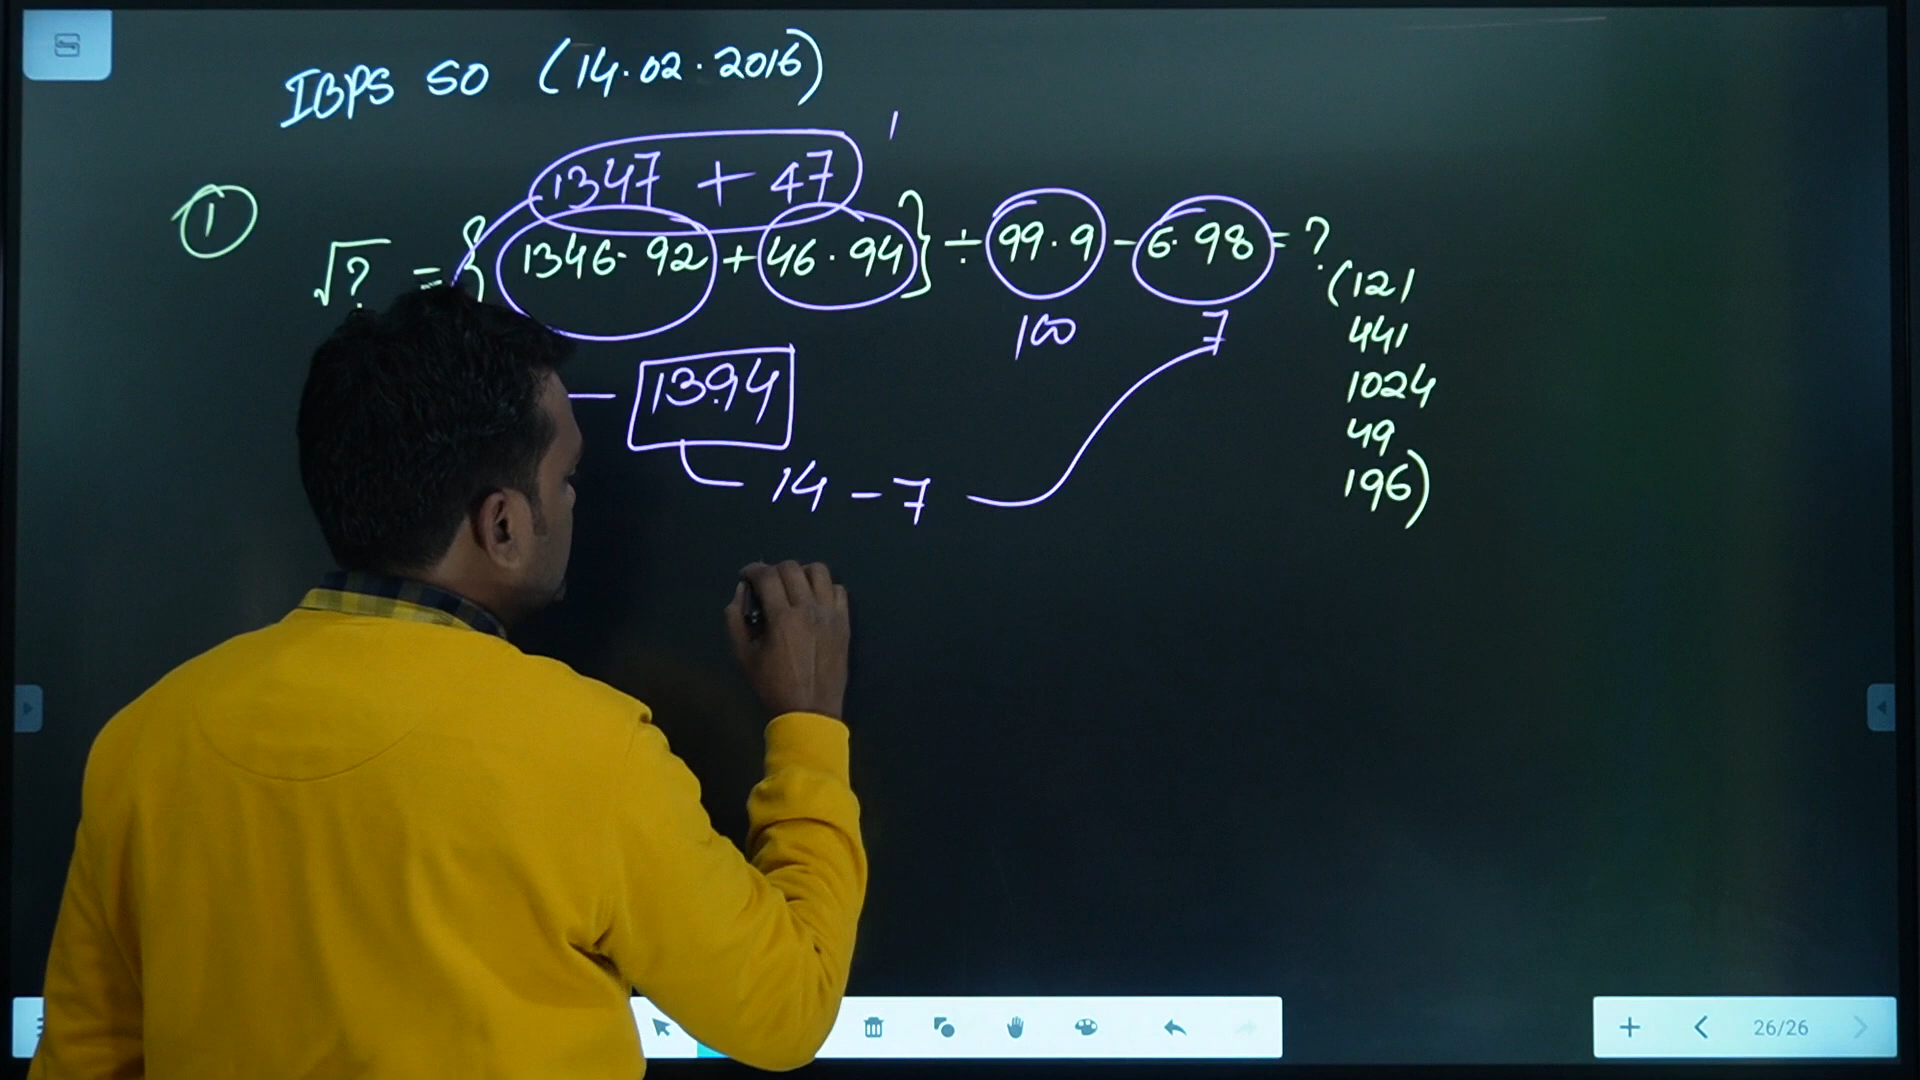 IBPS SO (14.02.2016)
1347 + 47
1
√? = { 1346.92 + 46.94 } ÷ 99.9 - 6.98 = ?
(121
100
7
441
- 1394
1024
49
14 - 7
196)
26/26